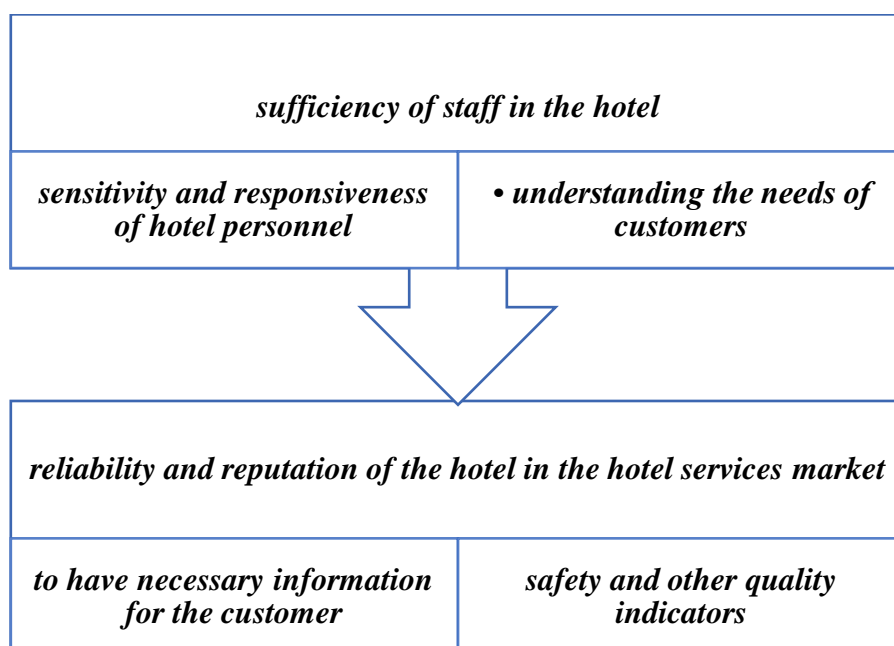 sufficiency of staff in the hotel
sensitivity and responsiveness
of hotel personnel
• understanding the needs of
customers
reliability and reputation of the hotel in the hotel services market
to have necessary information
for the customer
safety and other quality
indicators